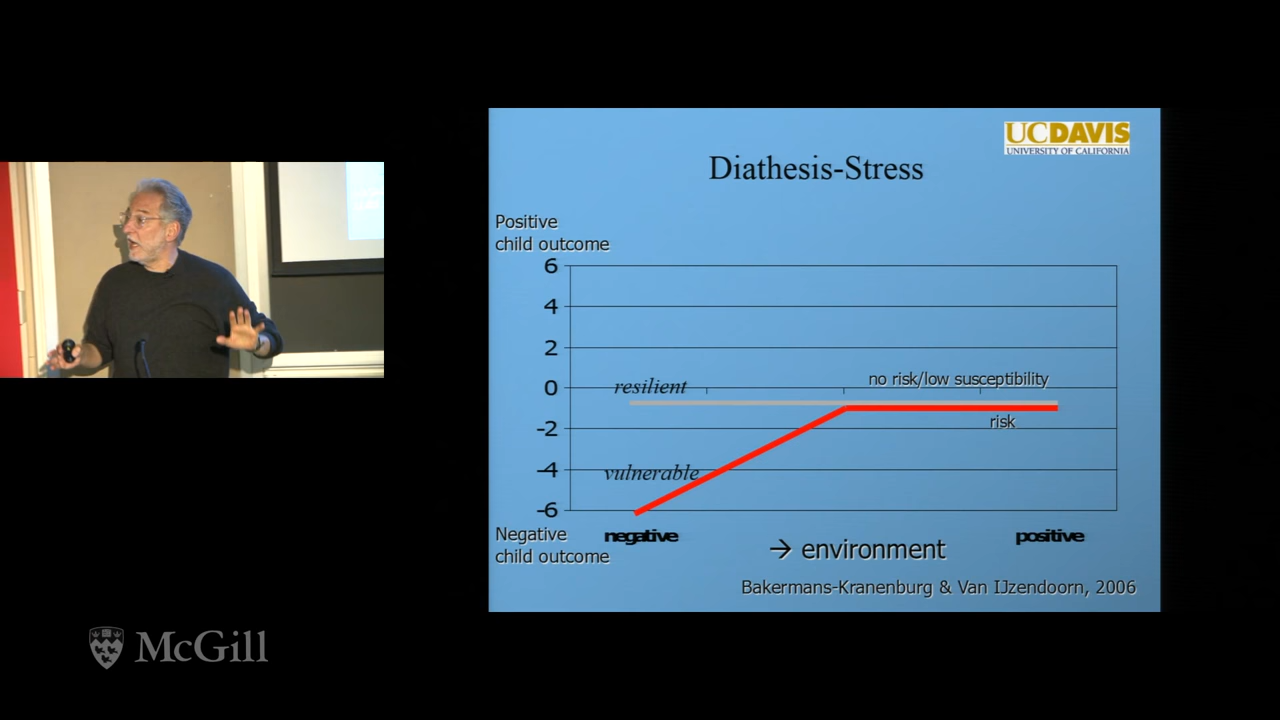 UCDAVIS
UNIVERSITY OF CALIFORNIA
Diathesis-Stress
Positive
child outcome
6
4
2
0
-2
-4
-6
resilient
no risk/low susceptibility
risk
vulnerable
Negative
child outcome
negative
→ environment
positive
Bakermans-Kranenburg & Van IJzendoorn, 2006
McGill